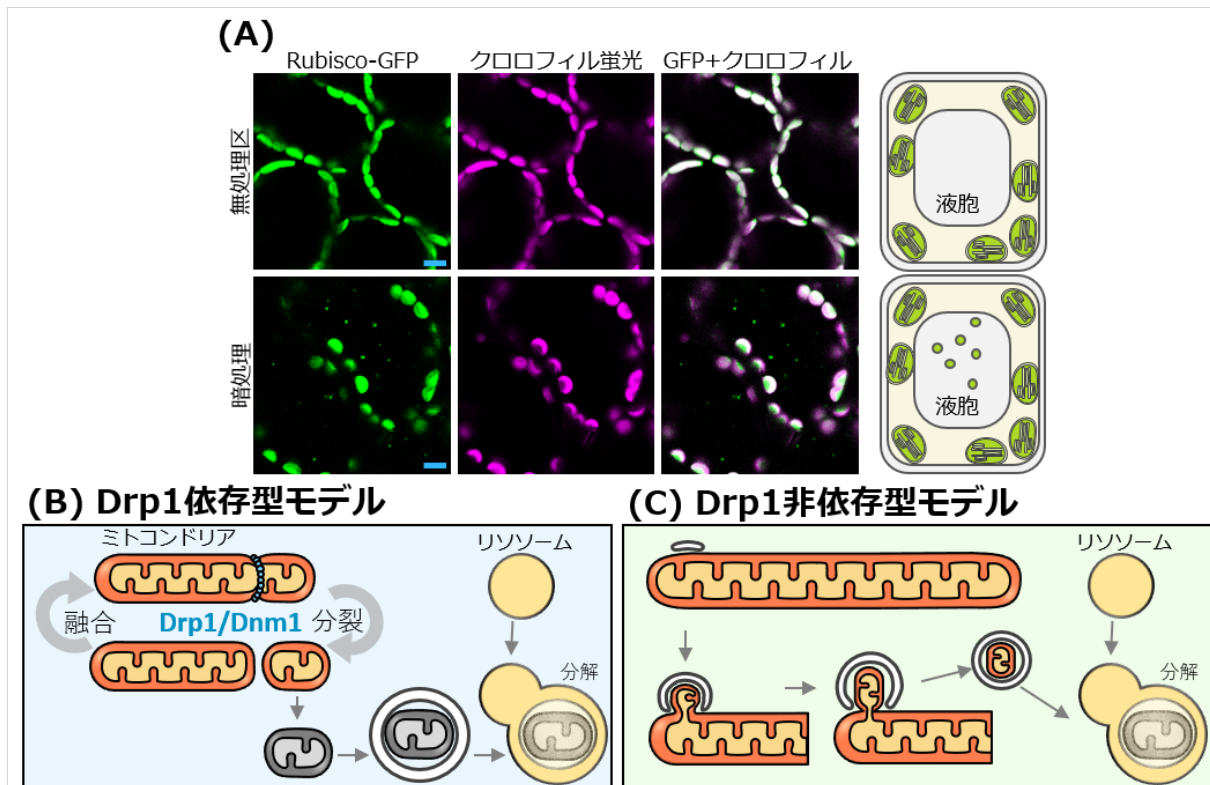 (A)
Rubisco-GFP
クロロフィル蛍光
GFP+クロロフィル
無処理区
液胞
暗処理
液胞
(B) Drp1依存型モデル
ミトコンドリア
リソソーム
融合
Drp1/Dnm1
分裂
分解
(C) Drp1非依存型モデル
リソソーム
分解